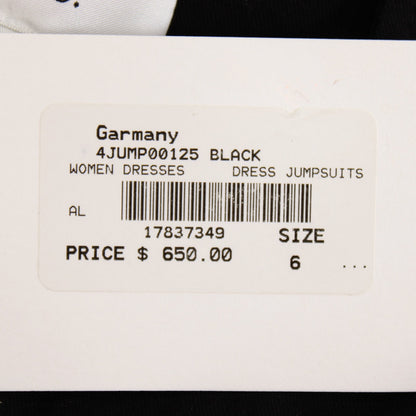 Garmany
4JUMP00125 BLACK
WOMEN DRESSES DRESS JUMPSUITS
AL
17837349 SIZE
PRICE $ 650.00 6 ...